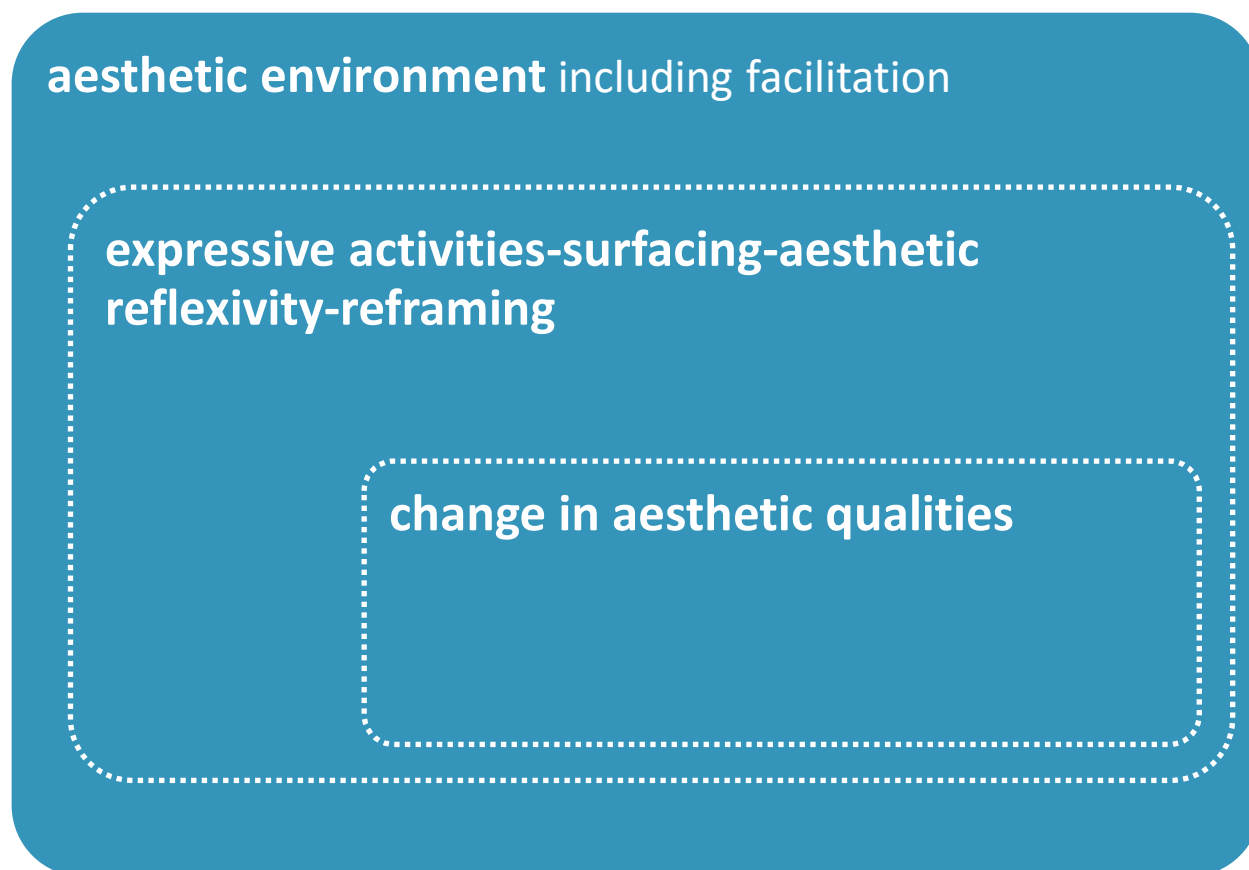 aesthetic environment including facilitation
expressive activities-surfacing-aesthetic
reflexivity-reframing
change in aesthetic qualities